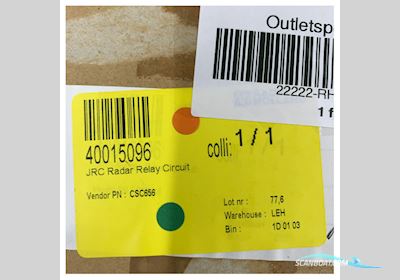 Outletsp
22222-RH
1 f
40015096
colli: 1 / 1
JRC Radar Relay Circuit
Vendor PN : CSC656
Lot nr : 77,6
Warehouse : LEH
Bin : 1D 01 03
SCANBOAT.COM